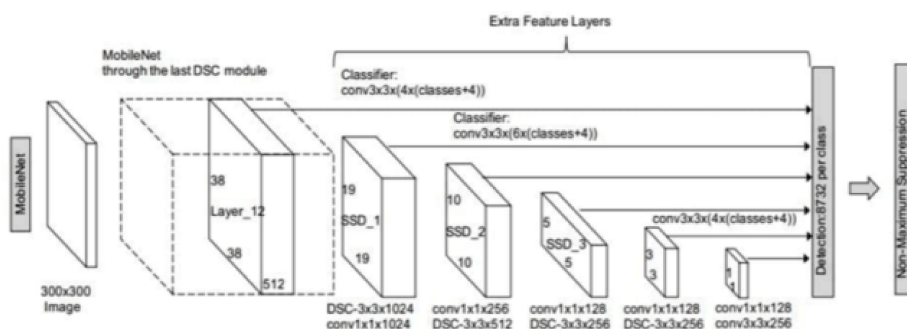 Extra Feature Layers
MobileNet
through the last DSC module
Classifier:
conv3x3x(4x(classes+4))
Classifier:
conv3x3x(6x(classes+4))
MobileNet
38
Layer_12
38
512
19
SSD_1
19
10
SSD_2
10
5
SSD_3
5
conv3x3x(4x(classes+4))
3
3
1
1
Detection:8732 per class
Non-Maximum Suppression
300x300
Image
DSC-3x3x1024
conv1x1x1024
conv1x1x256
DSC-3x3x512
conv1x1x128
DSC-3x3x256
conv1x1x128
DSC-3x3x256
conv1x1x128
conv3x3x256